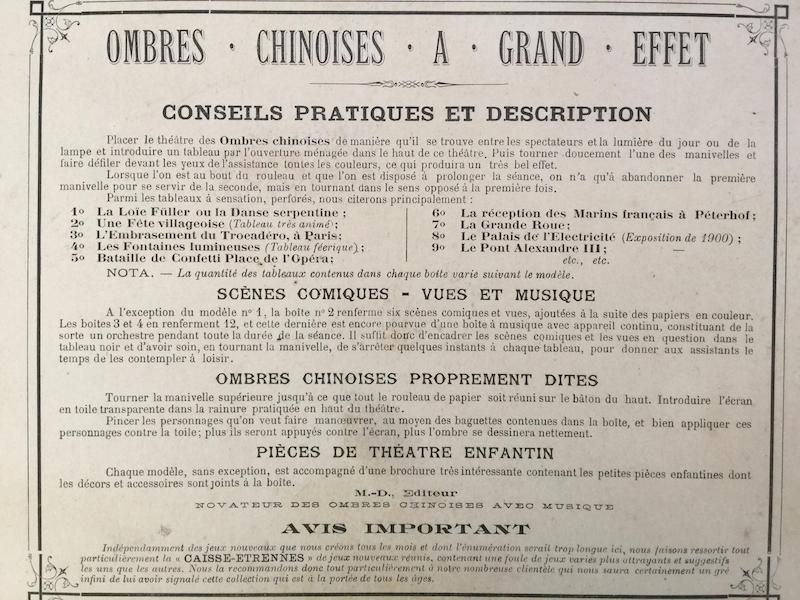 OMBRES · CHINOISES · A · GRAND · EFFET
CONSEILS PRATIQUES ET DESCRIPTION
Placer le théâtre des Ombres chinoises de manière qu'il se trouve entre les spectateurs et la lumière du jour ou de la
lampe et introduire un tableau par l'ouverture ménagée dans le haut de ce théâtre. Puis tourner doucement l'une des manivelles et
faire défiler devant les yeux de l'assistance toutes les couleurs, ce qui produira un très bel effet.
Lorsque l'on est au bout du rouleau et que l'on est disposé à prolonger la séance, on n'a qu'à abandonner la première
manivelle pour se servir de la seconde, mais en tournant dans le sens opposé à la première fois.
Parmi les tableaux à sensation, perforés, nous citerons principalement :
1o La Loïe Füller ou la Danse serpentine ;
2o Une Fête villageoise (Tableau très animé) ;
3o L'Embrasement du Trocadéro, à Paris;
4o Les Fontaines lumineuses (Tableau féerique) ;
5o Bataille de Confetti Place de l'Opéra;
6o La réception des Marins français à Péterhof;
7o La Grande Roue;
8o Le Palais de l'Electricité (Exposition de 1900) ;
9o Le Pont Alexandre III ; —
etc., etc.
NOTA. — La quantité des tableaux contenus dans chaque boîte varie suivant le modèle.
SCÈNES COMIQUES - VUES ET MUSIQUE
A l'exception du modèle no 1, la boîte no 2 renferme six scènes comiques et vues, ajoutées à la suite des papiers en couleur.
Les boîtes 3 et 4 en renferment 12, et cette dernière est encore pourvue d'une boîte à musique avec appareil continu, constituant de la
sorte un orchestre pendant toute la durée de la séance. Il suffit donc d'encadrer les scènes comiques et les vues en question dans le
tableau noir et d'avoir soin, en tournant la manivelle, de s'arrêter quelques instants à chaque tableau, pour donner aux assistants le
temps de les contempler à loisir.
OMBRES CHINOISES PROPREMENT DITES
Tourner la manivelle supérieure jusqu'à ce que tout le rouleau de papier soit réuni sur le bâton du haut. Introduire l'écran
en toile transparente dans la rainure pratiquée en haut du théâtre.
Pincer les personnages qu'on veut faire manœuvrer, au moyen des baguettes contenues dans la boîte, et bien appliquer ces
personnages contre la toile; plus ils seront appuyés contre l'écran, plus l'ombre se dessinera nettement.
PIÈCES DE THÉATRE ENFANTIN
Chaque modèle, sans exception, est accompagné d'une brochure très intéressante contenant les petites pièces enfantines dont
les décors et accessoires sont joints à la boîte.
M.-D., Editeur
NOVATEUR DES OMBRES CHINOISES AVEC MUSIQUE
AVIS IMPORTANT
Indépendamment des jeux nouveaux que nous créons tous les mois et dont l'énumération serait trop longue ici, nous faisons ressortir tout
particulièrement la « CAISSE-ETRENNES » de jeux nouveaux réunis, contenant une foule de jeux variés plus attrayants et suggestifs
les uns que les autres. Nous la recommandons donc tout particulièrement à notre nombreuse clientèle qui nous saura certainement un gré
infini de lui avoir signalé cette collection qui est à la portée de tous les âges.